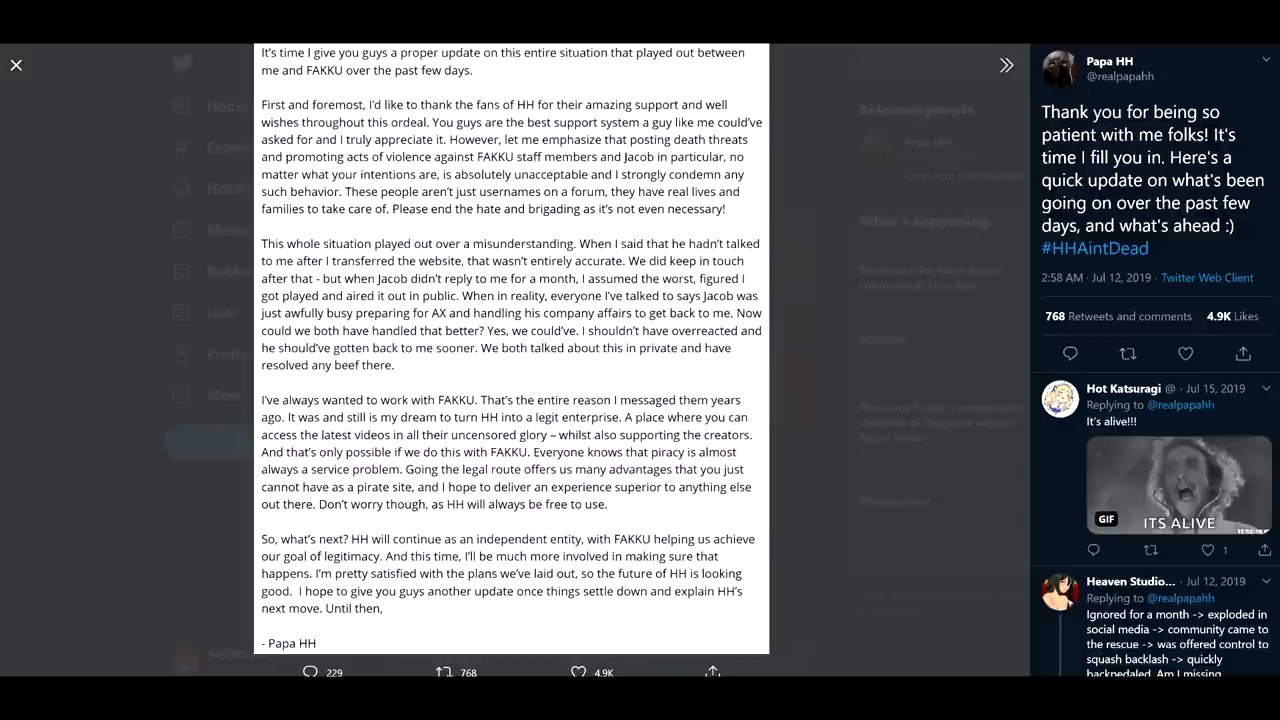 It's time I give you guys a proper update on this entire situation that played out between
me and FAKKU over the past few days.
First and foremost, I'd like to thank the fans of HH for their amazing support and well
wishes throughout this ordeal. You guys are the best support system a guy like me could've
asked for and I truly appreciate it. However, let me emphasize that posting death threats
and promoting acts of violence against FAKKU staff members and Jacob in particular, no
matter what your intentions are, is absolutely unacceptable and I strongly condemn any
such behavior. These people aren't just usernames on a forum, they have real lives and
families to take care of. Please end the hate and brigading as it's not even necessary!
This whole situation played out over a misunderstanding. When I said that he hadn't talked
to me after I transferred the website, that wasn't entirely accurate. We did keep in touch
after that - but when Jacob didn't reply to me for a month, I assumed the worst, figured I
got played and aired it out in public. When in reality, everyone I've talked to says Jacob was
just awfully busy preparing for AX and handling his company affairs to get back to me. Now
could we both have handled that better? Yes, we could've. I shouldn't have overreacted and
he should've gotten back to me sooner. We both talked about this in private and have
resolved any beef there.
I've always wanted to work with FAKKU. That's the entire reason I messaged them years
ago. It was and still is my dream to turn HH into a legit enterprise. A place where you can
access the latest videos in all their uncensored glory – whilst also supporting the creators.
And that's only possible if we do this with FAKKU. Everyone knows that piracy is almost
always a service problem. Going the legal route offers us many advantages that you just
cannot have as a pirate site, and I hope to deliver an experience superior to anything else
out there. Don't worry though, as HH will always be free to use.
So, what's next? HH will continue as an independent entity, with FAKKU helping us achieve
our goal of legitimacy. And this time, I'll be much more involved in making sure that
happens. I'm pretty satisfied with the plans we've laid out, so the future of HH is looking
good.  I hope to give you guys another update once things settle down and explain HH's
next move. Until then,
- Papa HH
229
768
4.9K
Papa HH
@realpapahh
Thank you for being so
patient with me folks! It's
time I fill you in. Here's a
quick update on what's been
going on over the past few
days, and what's ahead :)
#HHAintDead
2:58 AM · Jul 12, 2019 · Twitter Web Client
768 Retweets and comments 4.9K Likes
Hot Katsuragi @ · Jul 15, 2019
Replying to @realpapahh
It's alive!!!
GIF
ITS ALIVE
1
Heaven Studio... · Jul 12, 2019
Replying to @realpapahh
Ignored for a month -> exploded in
social media -> community came to
the rescue -> was offered control to
squash backlash -> quickly
backpedaled. Am I missing